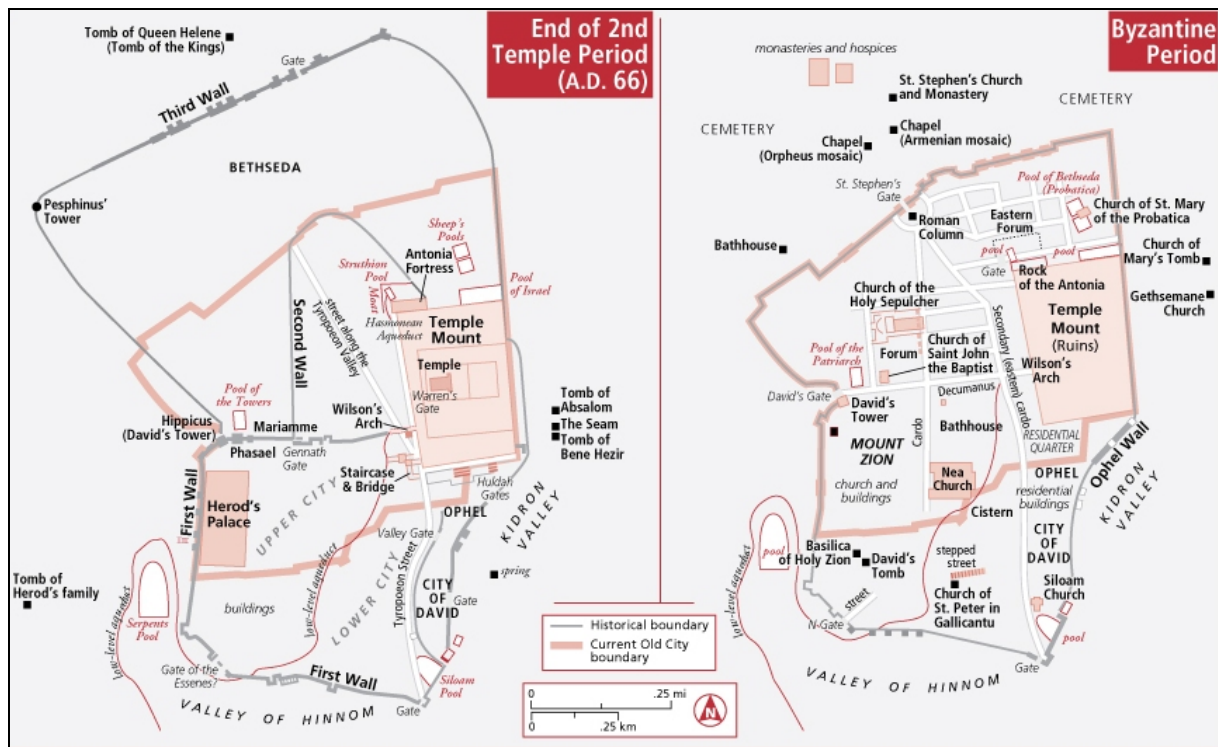 End of 2nd
Temple Period
(A.D. 66)
Tomb of Queen Helene
(Tomb of the Kings)
Gate
Third Wall
BETHSEDA
Pesphinus'
Tower
Sheep's
Pools
Antonia
Fortress
Struthion
Pool
Moat
Pool
of Israel
Hasmonean
Aqueduct
Second Wall
street along the
Tyropoeon Valley
Temple
Mount
Temple
Warren's
Gate
Pool of
the Towers
Hippicus
(David's Tower)
Mariamme
Phasael
Gennath
Gate
Wilson's
Arch
Tomb of
Absalom
The Seam
Tomb of
Bene Hezir
Staircase
& Bridge
Huldah
Gates
First Wall
Herod's
Palace
UPPER CITY
OPHEL
KIDRON
VALLEY
Valley Gate
spring
low-level aqueduct
LOWER CITY
Tyropoeon Street
CITY
OF
DAVID
Gate
Tomb of
Herod's family
buildings
low-level aqueduct
Serpents
Pool
Gate of the
Essenes?
First Wall
Siloam
Pool
Gate
VALLEY OF HINNOM
Historical boundary
Current Old City
boundary
0 .25 mi
0 .25 km
N
Byzantine
Period
monasteries and hospices
St. Stephen's Church
and Monastery
CEMETERY
CEMETERY
Chapel
(Armenian mosaic)
Chapel
(Orpheus mosaic)
St. Stephen's
Gate
Pool of Bethseda
(Probatica)
Church of St. Mary
of the Probatica
Roman
Column
Eastern
Forum
Bathhouse
pool
pool
Gate
Rock
of the Antonia
Church of
Mary's Tomb
Gethsemane
Church
Church of the
Holy Sepulcher
Temple
Mount
(Ruins)
Secondary (eastern) cardo
Pool of the
Patriarch
Forum
Church of
Saint John
the Baptist
Wilson's
Arch
David's Gate
Decumanus
David's
Tower
Cardo
Bathhouse
MOUNT
ZION
RESIDENTIAL
QUARTER
Ophel Wall
church and
buildings
Nea
Church
OPHEL
residential
buildings
Cistern
KIDRON
VALLEY
CITY
OF
DAVID
pool
low-level aqueduct
Basilica
of Holy Zion
David's
Tomb
stepped
street
Siloam
Church
street
Church of
St. Peter in
Gallicantu
N-Gate
pool
Gate
VALLEY OF HINNOM